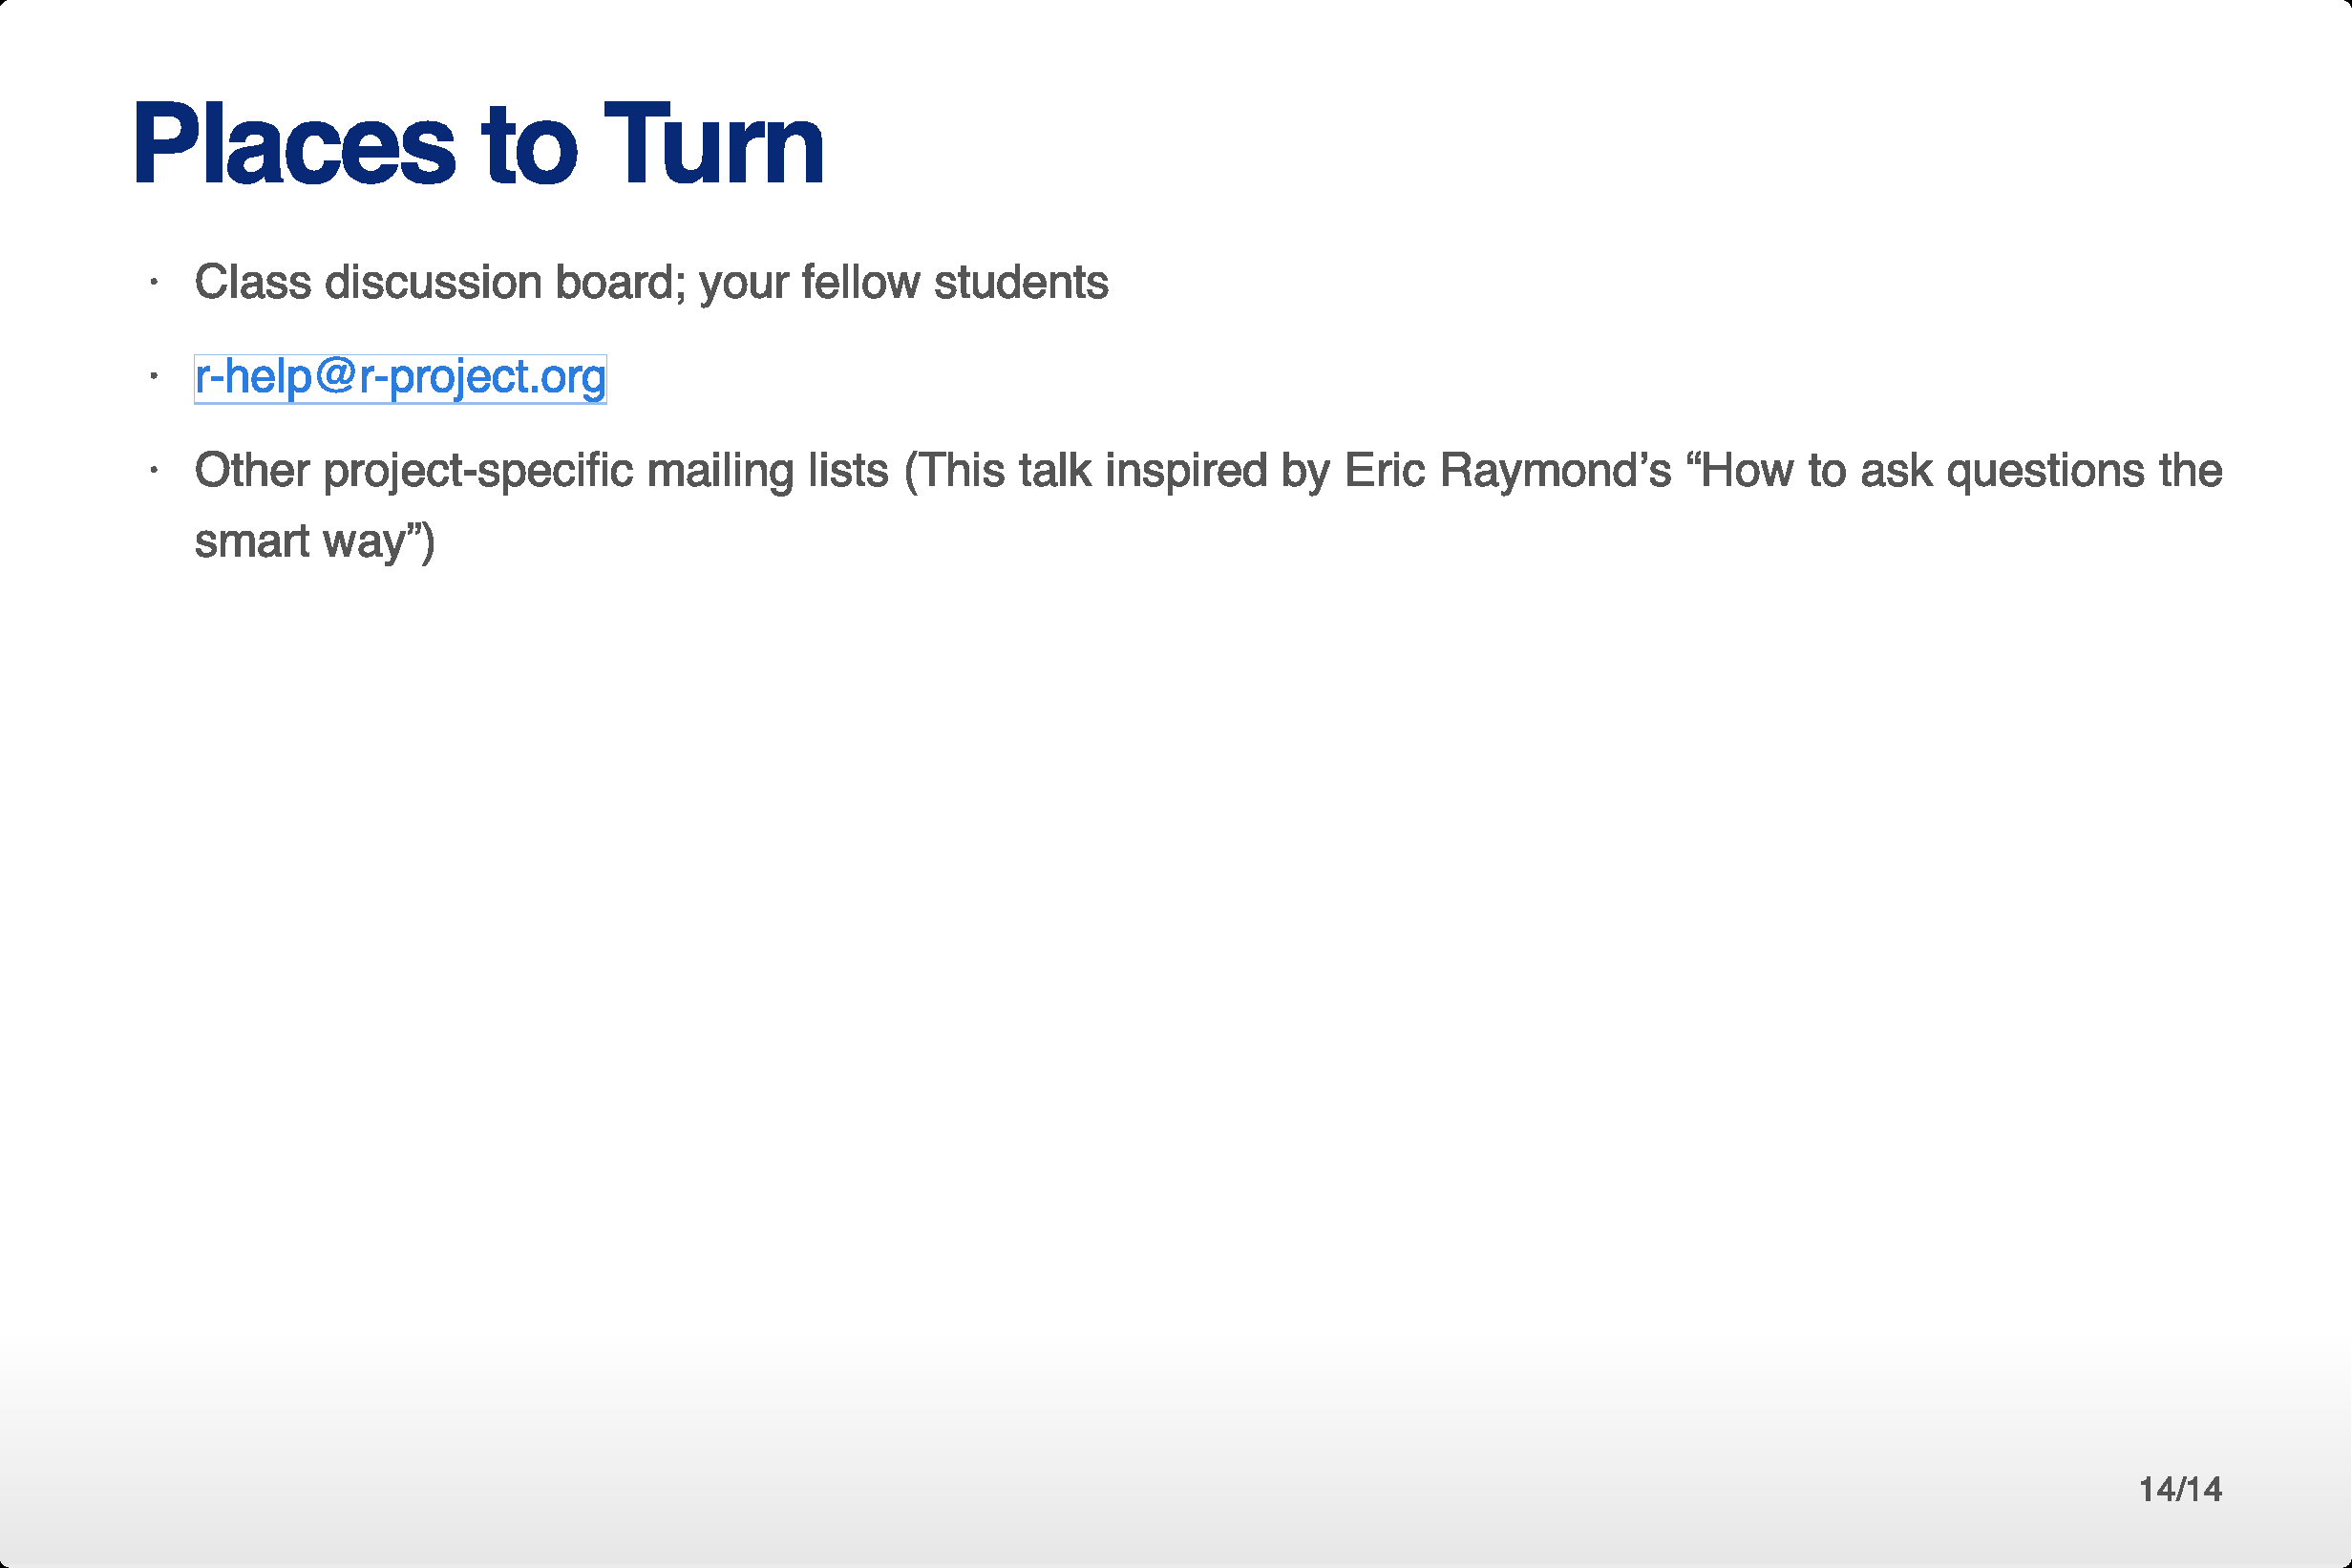 Places to Turn
· Class discussion board; your fellow students
· r-help@r-project.org
· Other project-specific mailing lists (This talk inspired by Eric Raymond’s “How to ask questions the
smart way”)
14/14